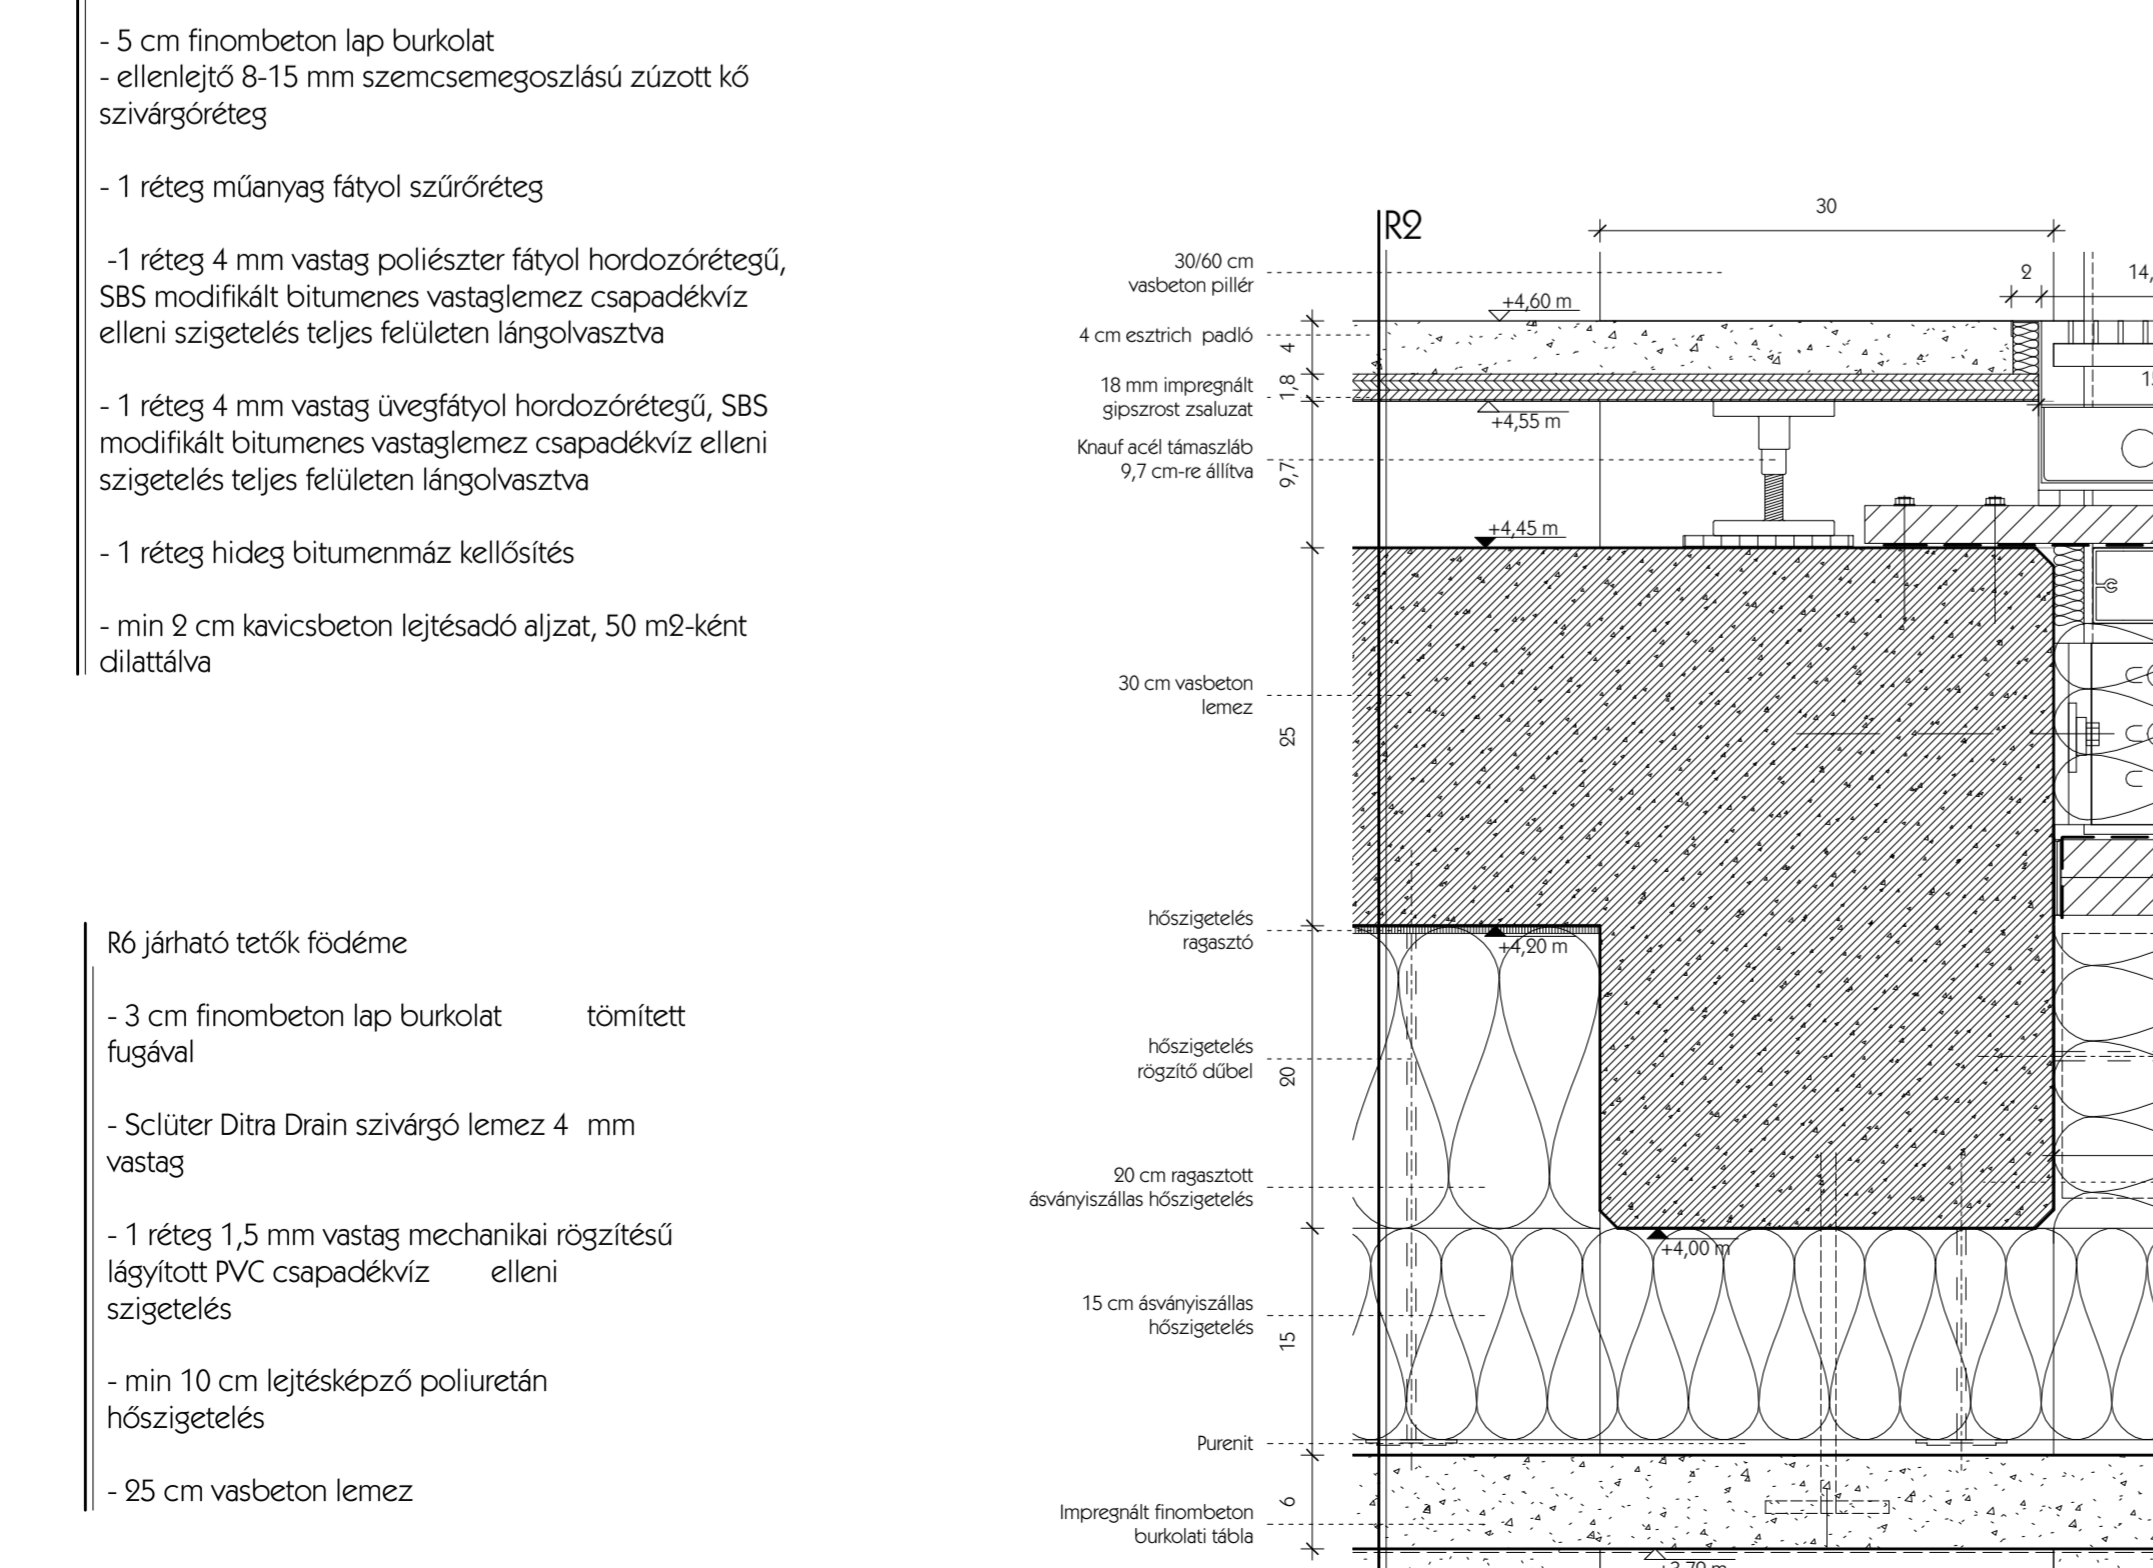 - 5 cm finombeton lap burkolat
- ellenlejtő 8-15 mm szemcsemegoszlású zúzott kő
szivárgóréteg
- 1 réteg műanyag fátyol szűrőréteg
-1 réteg 4 mm vastag poliészter fátyol hordozórétegű,
SBS modifikált bitumenes vastaglemez csapadékvíz
elleni szigetelés teljes felületen lángolvasztva
- 1 réteg 4 mm vastag üvegfátyol hordozórétegű, SBS
modifikált bitumenes vastaglemez csapadékvíz elleni
szigetelés teljes felületen lángolvasztva
- 1 réteg hideg bitumenmáz kellősítés
- min 2 cm kavicsbeton lejtésadó aljzat, 50 m2-ként
dilattálva
R6 járható tetők födéme
- 3 cm finombeton lap burkolat tömített
fugával
- Sclüter Ditra Drain szivárgó lemez 4 mm
vastag
- 1 réteg 1,5 mm vastag mechanikai rögzítésű
lágyított PVC csapadékvíz elleni
szigetelés
- min 10 cm lejtésképző poliuretán
hőszigetelés
- 25 cm vasbeton lemez
R2
30
2
14,
30/60 cm
vasbeton pillér
+4,60 m
4 cm esztrich padló
4
18 mm impregnált
gipszrost zsaluzat
1,8
+4,55 m
Knauf acél támaszláb
9,7 cm-re állítva
9,7
+4,45 m
30 cm vasbeton
lemez
25
hőszigetelés
ragasztó
+4,20 m
hőszigetelés
rögzítő dűbel
20
20 cm ragasztott
ásványiszállas hőszigetelés
+4,00 m
15 cm ásványiszállas
hőszigetelés
15
Purenit
Impregnált finombeton
burkolati tábla
6